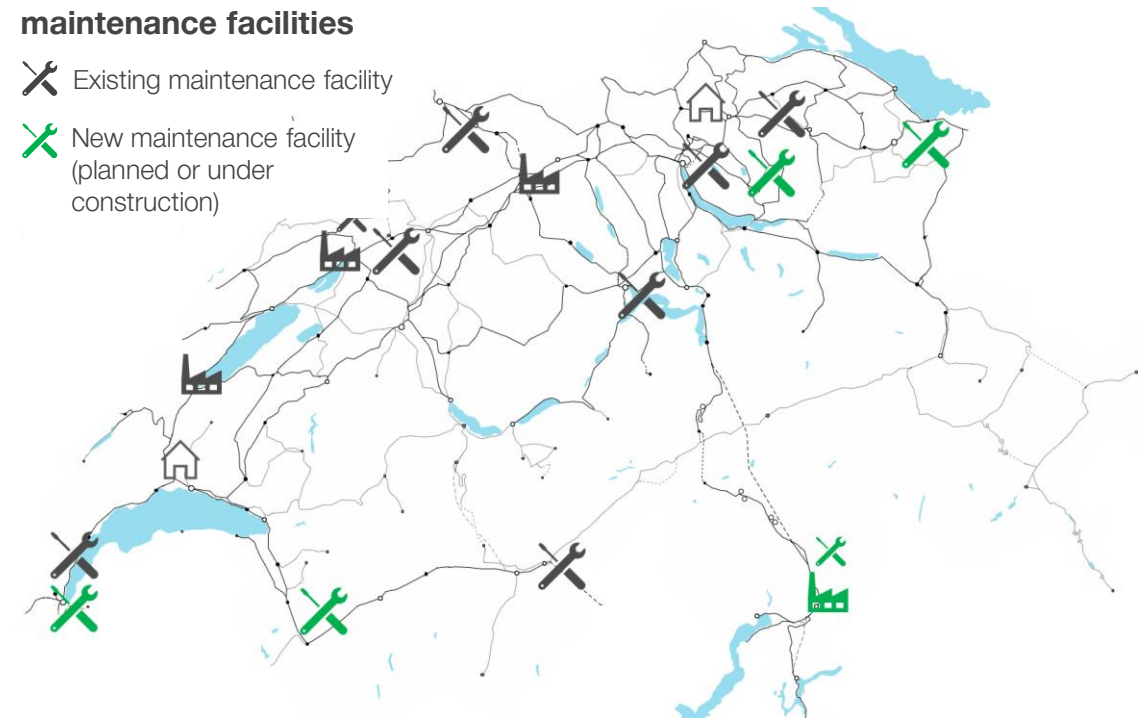 maintenance facilities
Existing maintenance facility
New maintenance facility
(planned or under
construction)